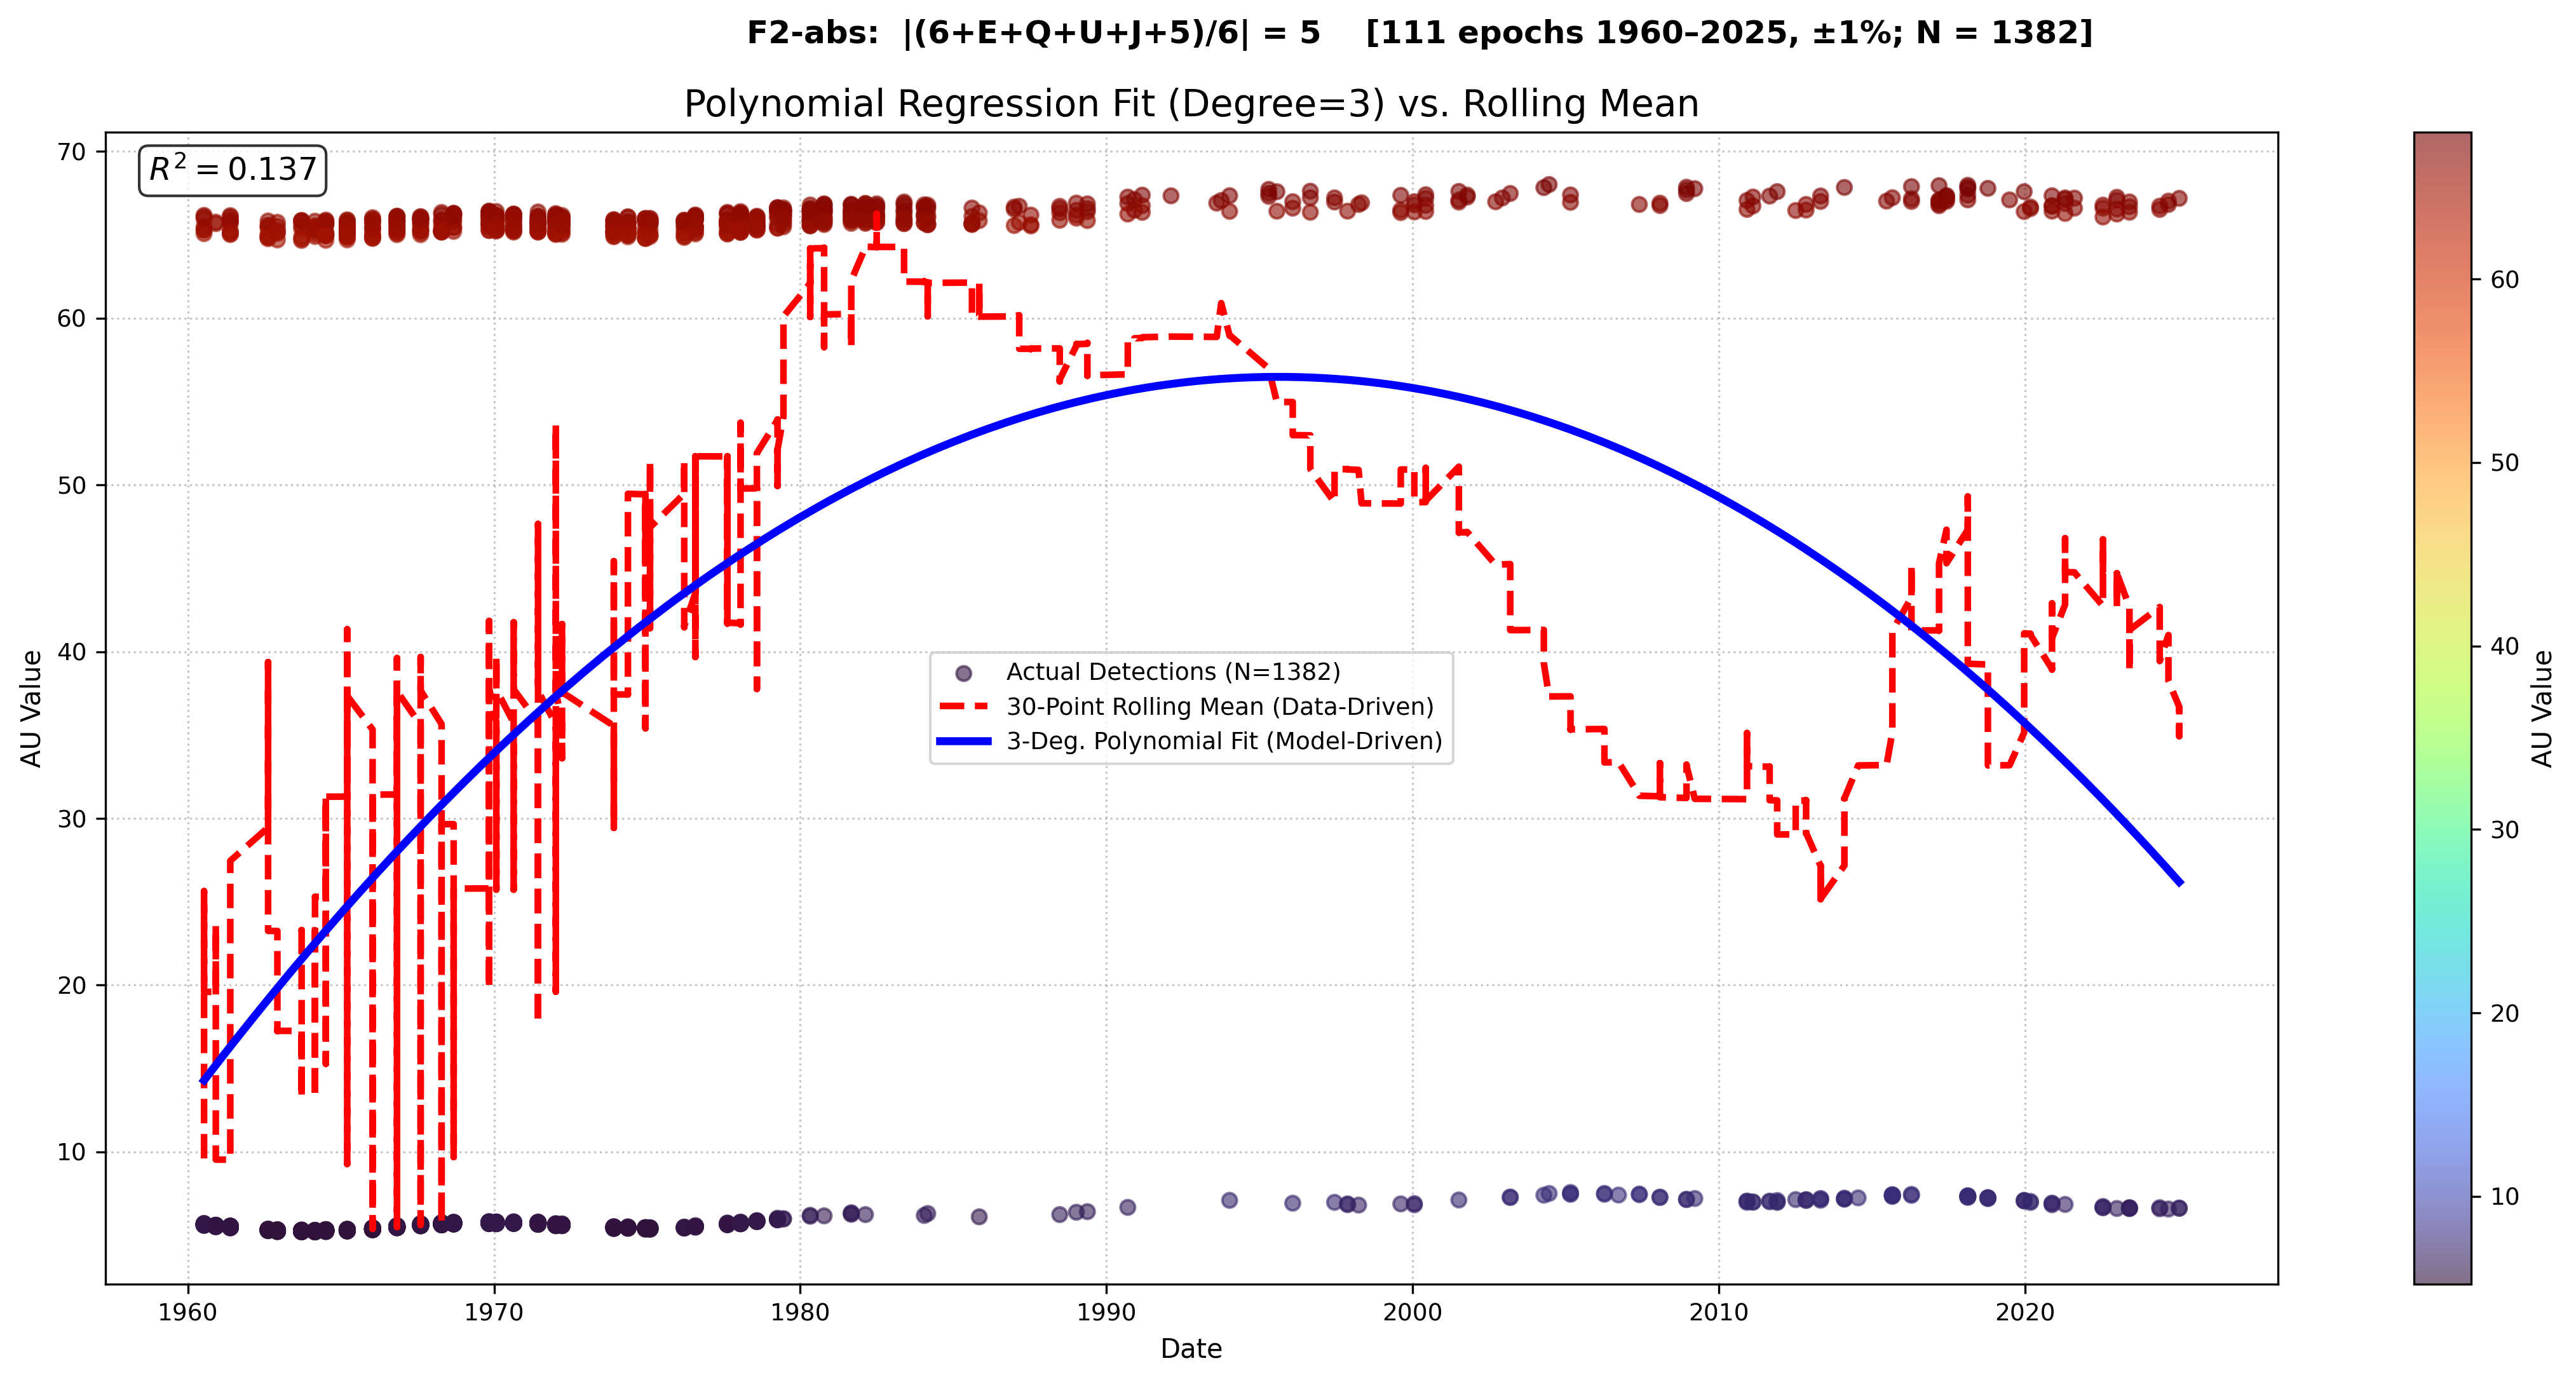 F2-abs:  |(6+E+Q+U+J+5)/6| = 5    [111 epochs 1960–2025, ±1%; N = 1382]
Polynomial Regression Fit (Degree=3) vs. Rolling Mean
R² = 0.137
70
60
50
40
30
20
10
AU Value
Actual Detections (N=1382)
30-Point Rolling Mean (Data-Driven)
3-Deg. Polynomial Fit (Model-Driven)
1960
1970
1980
1990
2000
2010
2020
Date
60
50
40
30
20
10
AU Value